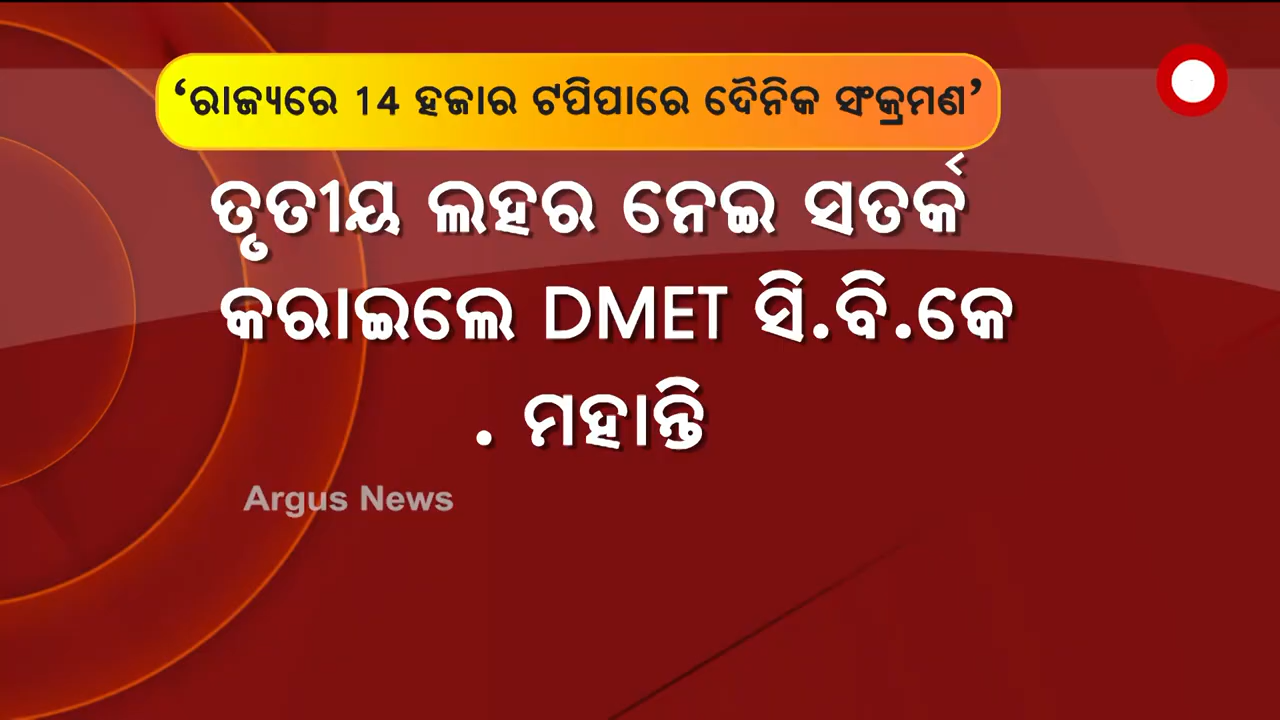 ‘ରାଜ୍ୟରେ 14 ହଜାର ଟପିପାରେ ଦୈନିକ ସଂକ୍ରମଣ’
ତୃତୀୟ ଲହର ନେଇ ସତର୍କ
କରାଇଲେ DMET ସି.ବି.କେ
. ମହାନ୍ତି
Argus News